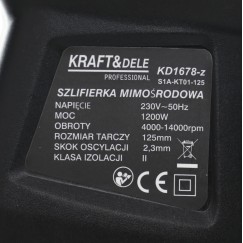 KRAFT&DELE
PROFESSIONAL KD1678-z
S1A-KT01-125
SZLIFIERKA MIMOŚRODOWA
NAPIĘCIE 230V~50Hz
MOC 1200W
OBROTY 4000-14000rpm
ROZMIAR TARCZY 125mm
SKOK OSCYLACJI 2,3mm
KLASA IZOLACJI II
CE